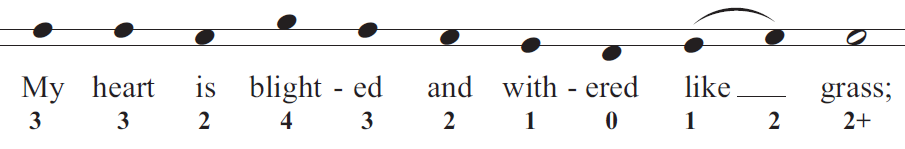 My heart is blight - ed and with - ered like ___ grass;
3 3 2 4 3 2 1 0 1 2 2+